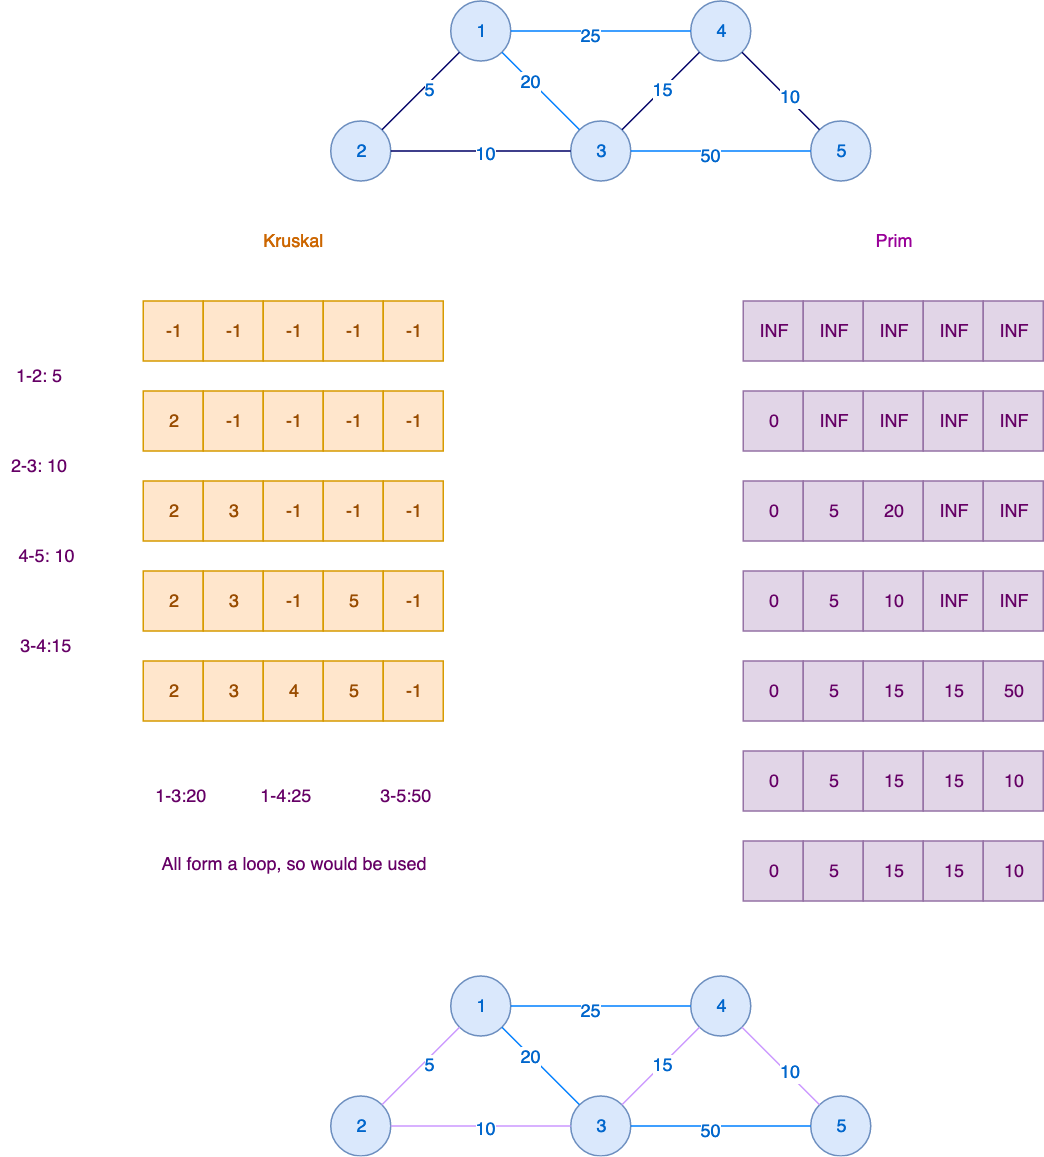 1 25 4
5 20 15 10
2 10 3 50 5
Kruskal Prim
-1 -1 -1 -1 -1 INF INF INF INF INF
1-2: 5
2 -1 -1 -1 -1 0 INF INF INF INF
2-3: 10
2 3 -1 -1 -1 0 5 20 INF INF
4-5: 10
2 3 -1 5 -1 0 5 10 INF INF
3-4:15
2 3 4 5 -1 0 5 15 15 50
1-3:20 1-4:25 3-5:50 0 5 15 15 10
All form a loop, so would be used 0 5 15 15 10
1 25 4
5 20 15 10
2 10 3 50 5